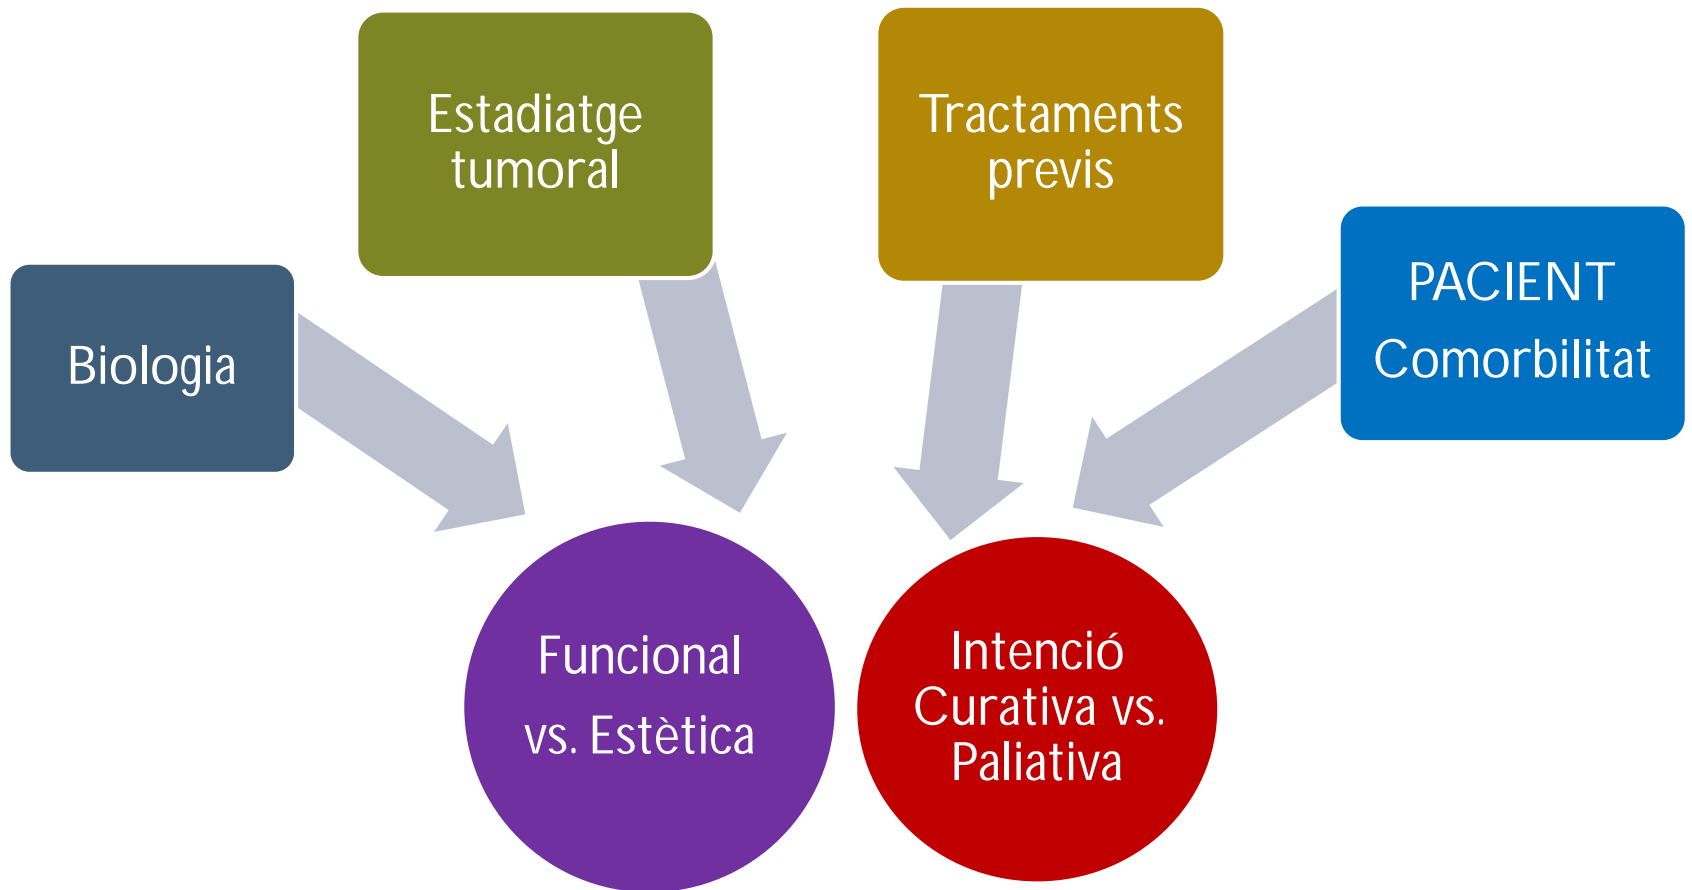 Estadiatge
tumoral
Tractaments
previs
PACIENT
Comorbilitat
Biologia
Funcional
vs. Estètica
Intenció
Curativa vs.
Paliativa